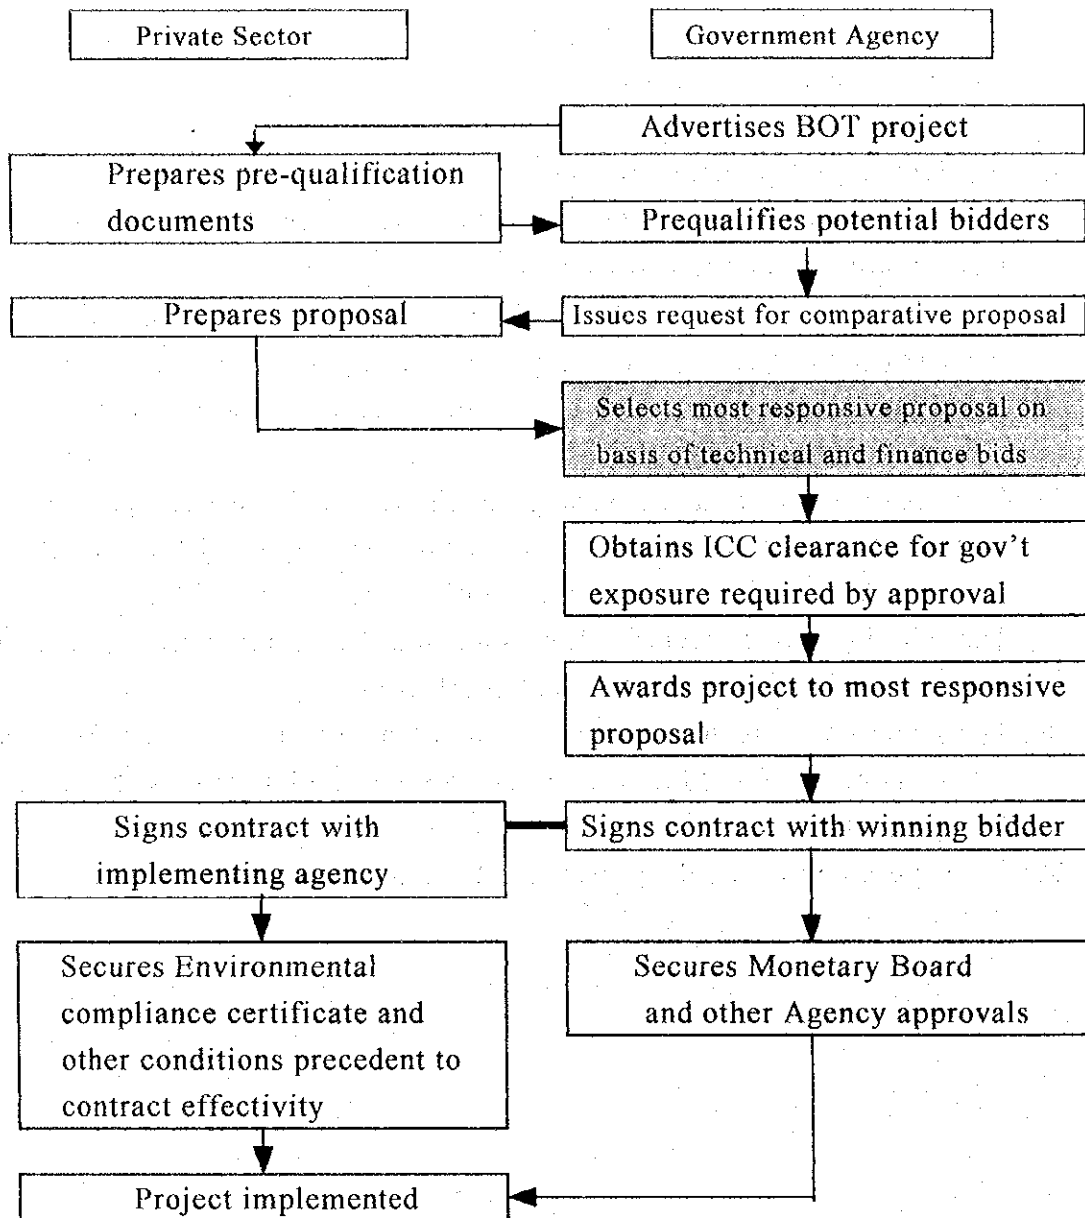 Private Sector
Government Agency
Advertises BOT project
Prepares pre-qualification
documents
Prequalifies potential bidders
Prepares proposal
Issues request for comparative proposal
Selects most responsive proposal on
basis of technical and finance bids
Obtains ICC clearance for gov't
exposure required by approval
Awards project to most responsive
proposal
Signs contract with
implementing agency
Signs contract with winning bidder
Secures Environmental
compliance certificate and
other conditions precedent to
contract effectivity
Secures Monetary Board
and other Agency approvals
Project implemented